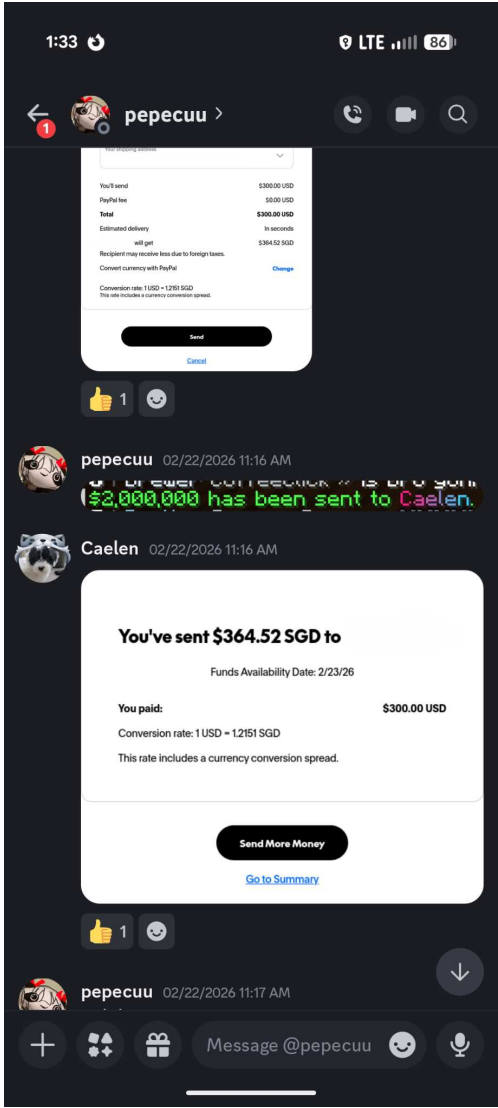 1:33
LTE 86
1
pepecuu >
Your shipping address
You'll send $300.00 USD
PayPal fee $0.00 USD
Total $300.00 USD
Estimated delivery In seconds
will get $364.52 SGD
Recipient may receive less due to foreign taxes.
Convert currency with PayPal Change
Conversion rate: 1 USD = 1.2151 SGD
This rate includes a currency conversion spread.
Send
Cancel
1
pepecuu 02/22/2026 11:16 AM
$2,000,000 has been sent to Caelen.
Caelen 02/22/2026 11:16 AM
You've sent $364.52 SGD to
Funds Availability Date: 2/23/26
You paid: $300.00 USD
Conversion rate: 1 USD = 1.2151 SGD
This rate includes a currency conversion spread.
Send More Money
Go to Summary
1
pepecuu 02/22/2026 11:17 AM
Message @pepecuu